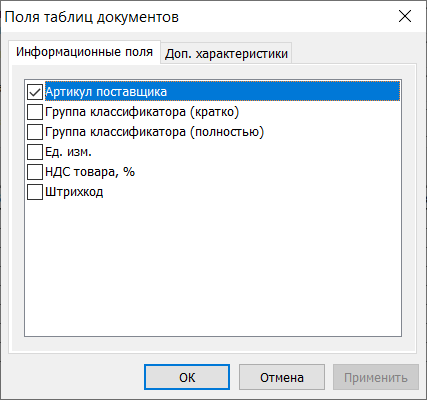 Поля таблиц документов
Информационные поля
Доп. характеристики
Артикул поставщика
Группа классификатора (кратко)
Группа классификатора (полностью)
Ед. изм.
НДС товара, %
Штрихкод
ОК
Отмена
Применить